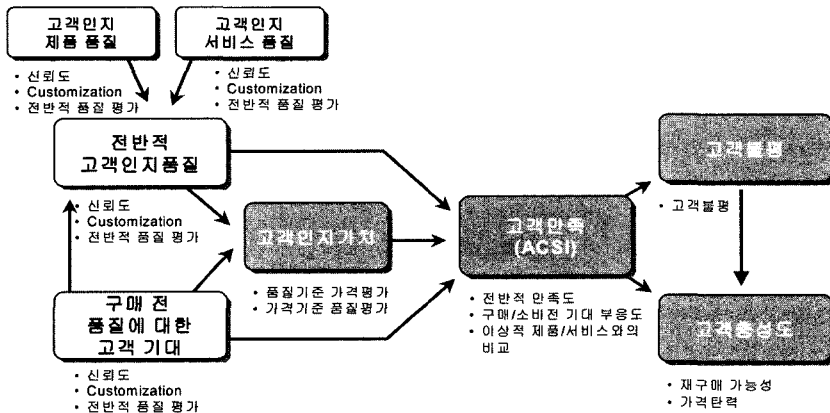 고객인지
제품 품질
고객인지
서비스 품질
• 신뢰도
• Customization
• 전반적 품질 평가
• 신뢰도
• Customization
• 전반적 품질 평가
전반적
고객인지품질
• 신뢰도
• Customization
• 전반적 품질 평가
고객인지가치
• 품질기준 가격평가
• 가격기준 품질평가
구매 전
품질에 대한
고객 기대
• 신뢰도
• Customization
• 전반적 품질 평가
고객만족
(ACSI)
• 전반적 만족도
• 구매/소비전 기대 부응도
• 이상적 제품/서비스와의
비교
고객불평
• 고객불평
고객충성도
• 재구매 가능성
• 가격탄력